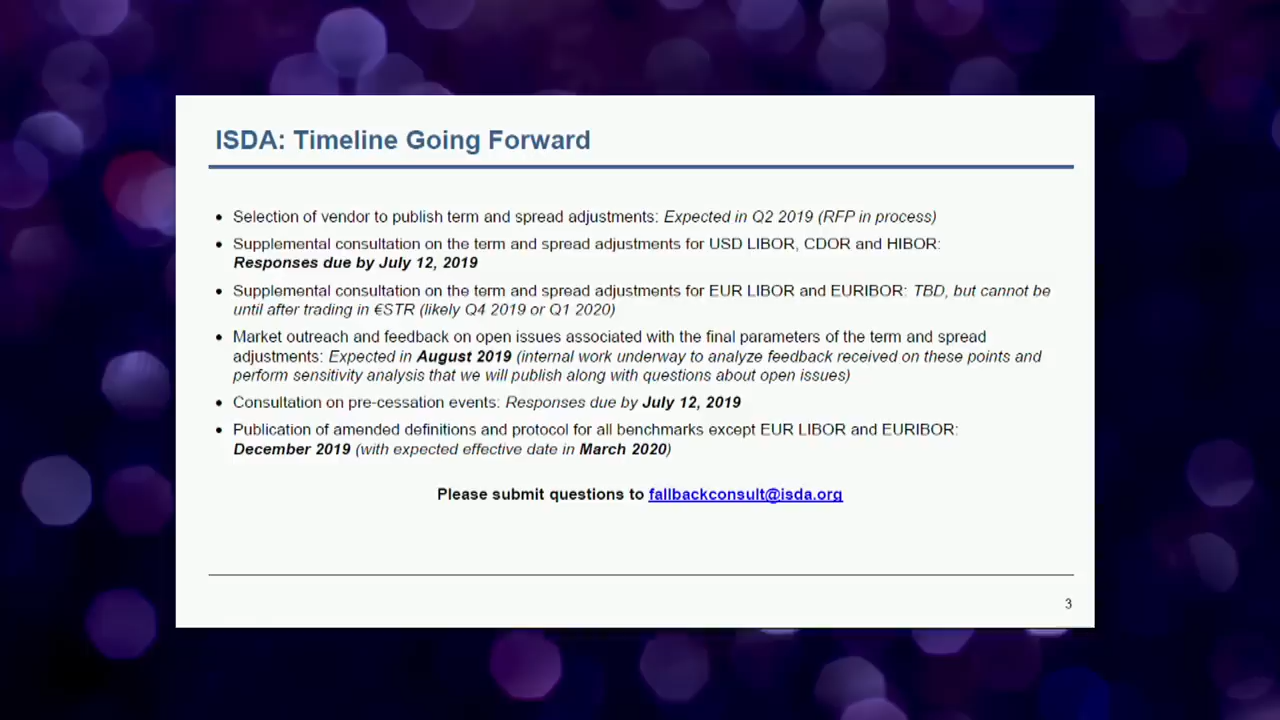 ISDA: Timeline Going Forward
• Selection of vendor to publish term and spread adjustments: Expected in Q2 2019 (RFP in process)
• Supplemental consultation on the term and spread adjustments for USD LIBOR, CDOR and HIBOR:
Responses due by July 12, 2019
• Supplemental consultation on the term and spread adjustments for EUR LIBOR and EURIBOR: TBD, but cannot be
until after trading in €STR (likely Q4 2019 or Q1 2020)
• Market outreach and feedback on open issues associated with the final parameters of the term and spread
adjustments: Expected in August 2019 (internal work underway to analyze feedback received on these points and
perform sensitivity analysis that we will publish along with questions about open issues)
• Consultation on pre-cessation events: Responses due by July 12, 2019
• Publication of amended definitions and protocol for all benchmarks except EUR LIBOR and EURIBOR:
December 2019 (with expected effective date in March 2020)
Please submit questions to fallbackconsult@isda.org
3